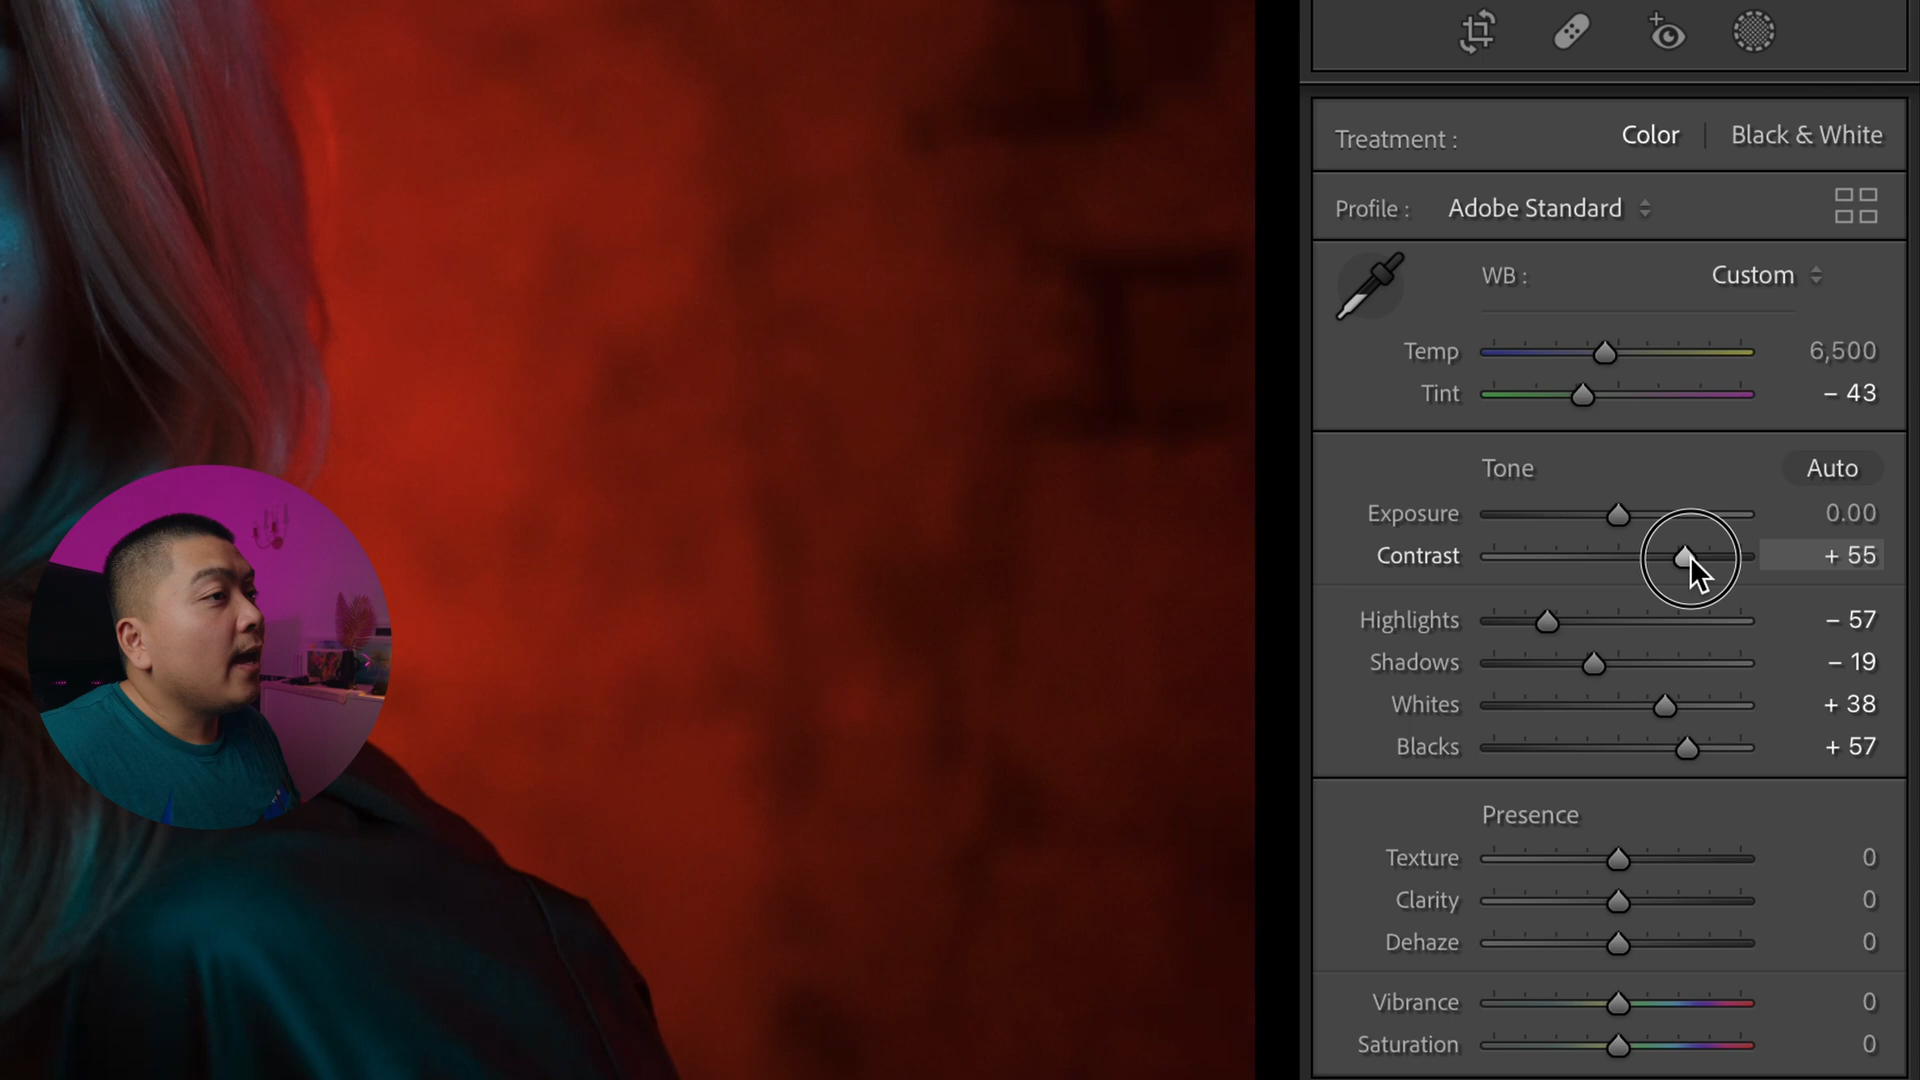 Treatment : Color | Black & White
Profile : Adobe Standard
WB : Custom
Temp 6,500
Tint – 43
Tone Auto
Exposure 0.00
Contrast + 55
Highlights – 57
Shadows – 19
Whites + 38
Blacks + 57
Presence
Texture 0
Clarity 0
Dehaze 0
Vibrance 0
Saturation 0